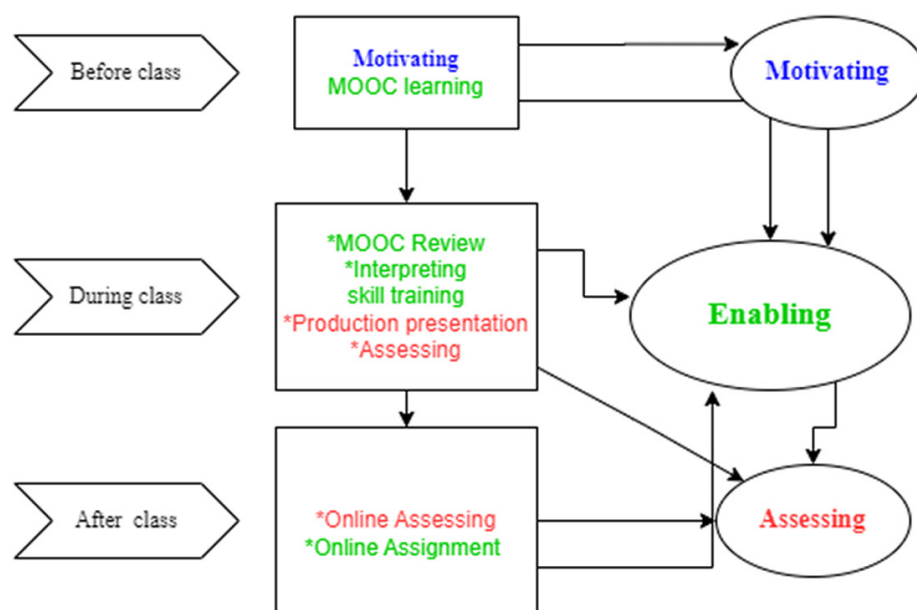 Before class
Motivating
MOOC learning
Motivating
During class
*MOOC Review
*Interpreting
skill training
*Production presentation
*Assessing
Enabling
After class
*Online Assessing
*Online Assignment
Assessing